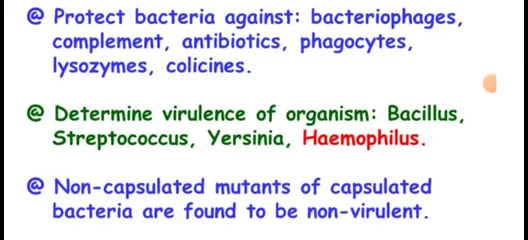 @ Protect bacteria against: bacteriophages,
complement, antibiotics, phagocytes,
lysozymes, colicines.
@ Determine virulence of organism: Bacillus,
Streptococcus, Yersinia, Haemophilus.
@ Non-capsulated mutants of capsulated
bacteria are found to be non-virulent.